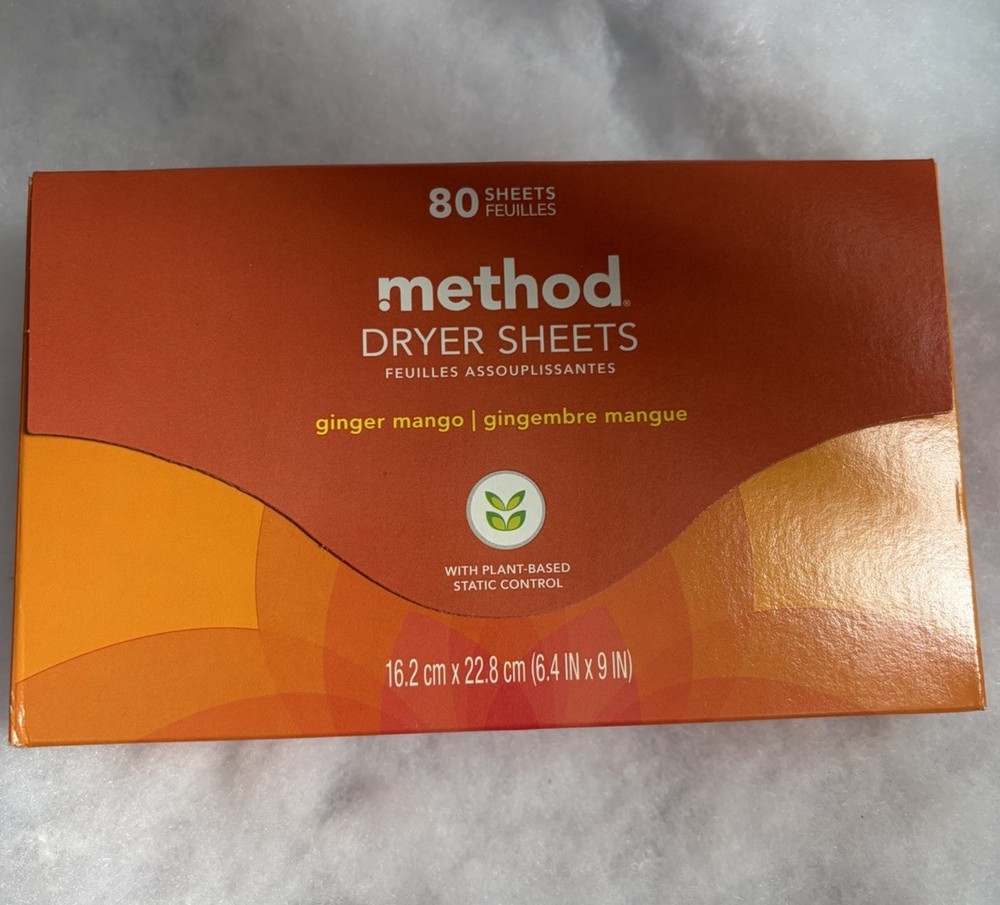 80 SHEETS
FEUILLES
method®
DRYER SHEETS
FEUILLES ASSOUPLISSANTES
ginger mango | gingembre mangue
WITH PLANT-BASED
STATIC CONTROL
16.2 cm x 22.8 cm (6.4 IN x 9 IN)